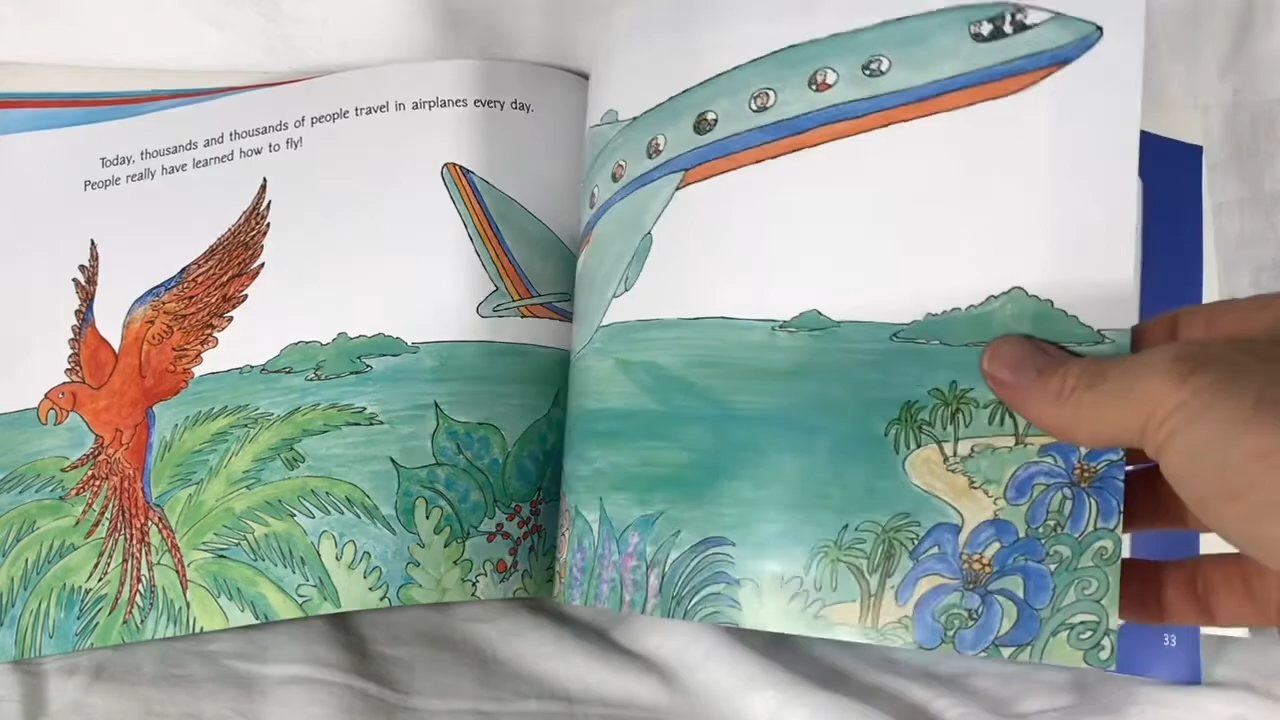 Today, thousands and thousands of people travel in airplanes every day.
People really have learned how to fly!
33